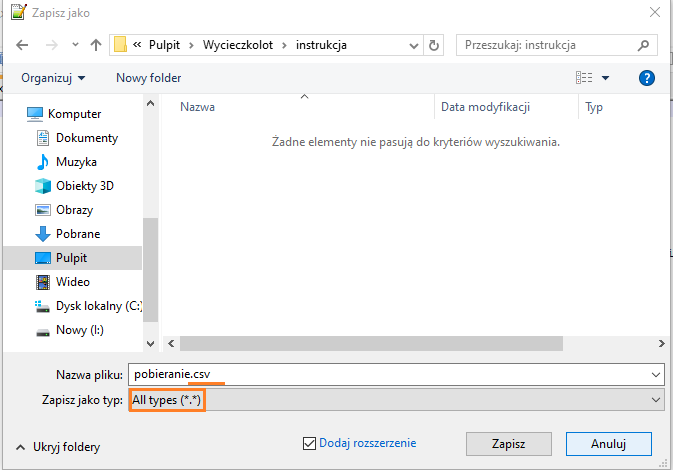 Zapisz jako
« Pulpit Wycieczkolot instrukcja
Przeszukaj: instrukcja
Organizuj Nowy folder
Nazwa Data modyfikacji Typ
Żadne elementy nie pasują do kryteriów wyszukiwania.
Komputer
Dokumenty
Muzyka
Obiekty 3D
Obrazy
Pobrane
Pulpit
Wideo
Dysk lokalny (C:)
Nowy (I:)
Nazwa pliku: pobieranie.csv
Zapisz jako typ: All types (*.*)
Ukryj foldery
Dodaj rozszerzenie
Zapisz
Anuluj